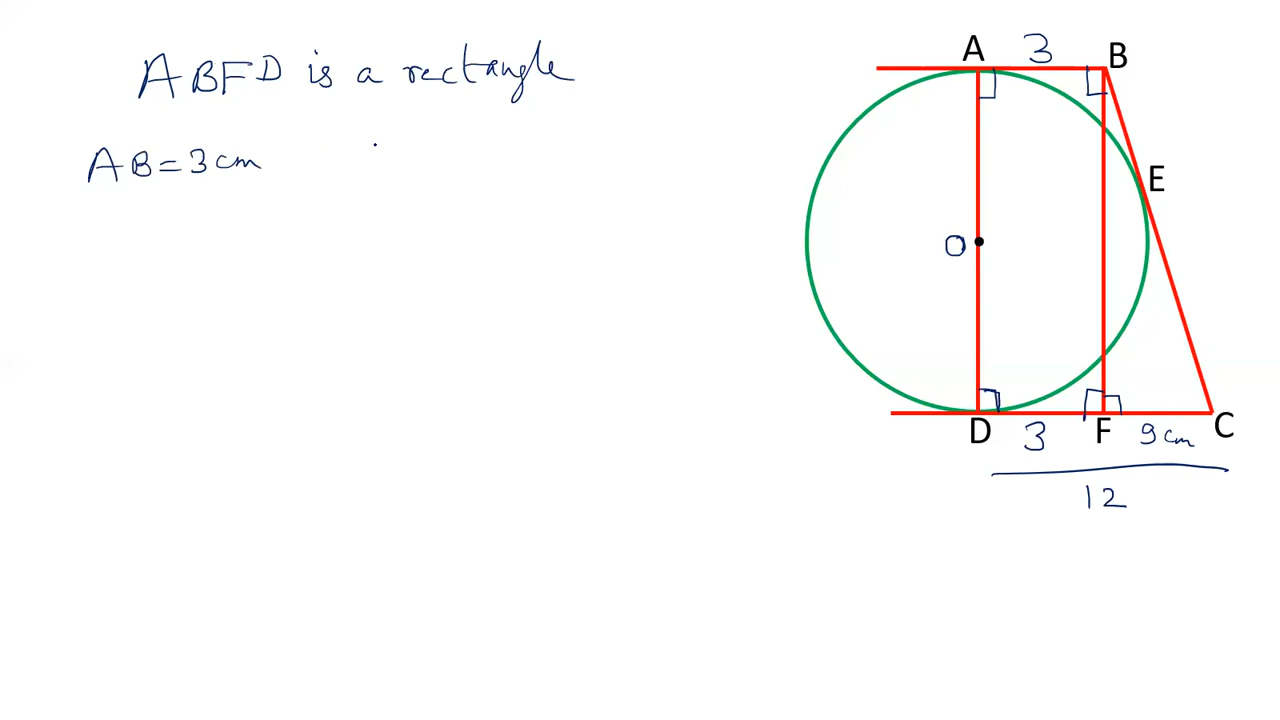 ABFD is a rectangle
AB = 3 cm
A 3 B
E
O
D 3 F 9 cm C
12